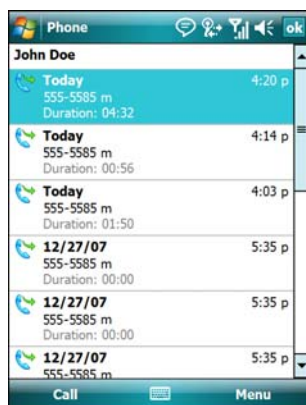 Phone ok
John Doe
Today 4:20 p
555-5585 m
Duration: 04:32
Today 4:14 p
555-5585 m
Duration: 00:56
Today 4:03 p
555-5585 m
Duration: 01:50
12/27/07 5:35 p
555-5585 m
Duration: 00:00
12/27/07 5:35 p
555-5585 m
Duration: 00:00
12/27/07 5:35 p
555-5585 m
Call Menu